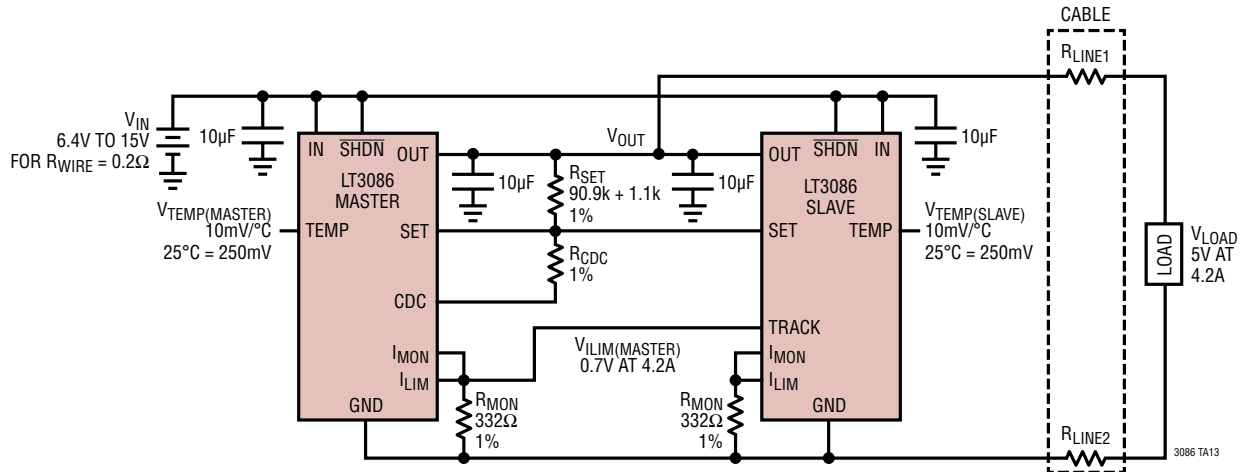 CABLE
R_LINE1
V_IN
6.4V TO 15V
FOR R_WIRE = 0.2Ω
10µF
IN
SHDN
OUT
LT3086
MASTER
TEMP
SET
CDC
I_MON
I_LIM
GND
V_TEMP(MASTER)
10mV/°C
25°C = 250mV
10µF
R_SET
90.9k + 1.1k
1%
R_CDC
1%
V_OUT
10µF
V_ILIM(MASTER)
0.7V AT 4.2A
R_MON
332Ω
1%
OUT
SHDN
IN
LT3086
SLAVE
SET
TEMP
TRACK
I_MON
I_LIM
GND
R_MON
332Ω
1%
10µF
V_TEMP(SLAVE)
10mV/°C
25°C = 250mV
LOAD
V_LOAD
5V AT
4.2A
R_LINE2
3086 TA13